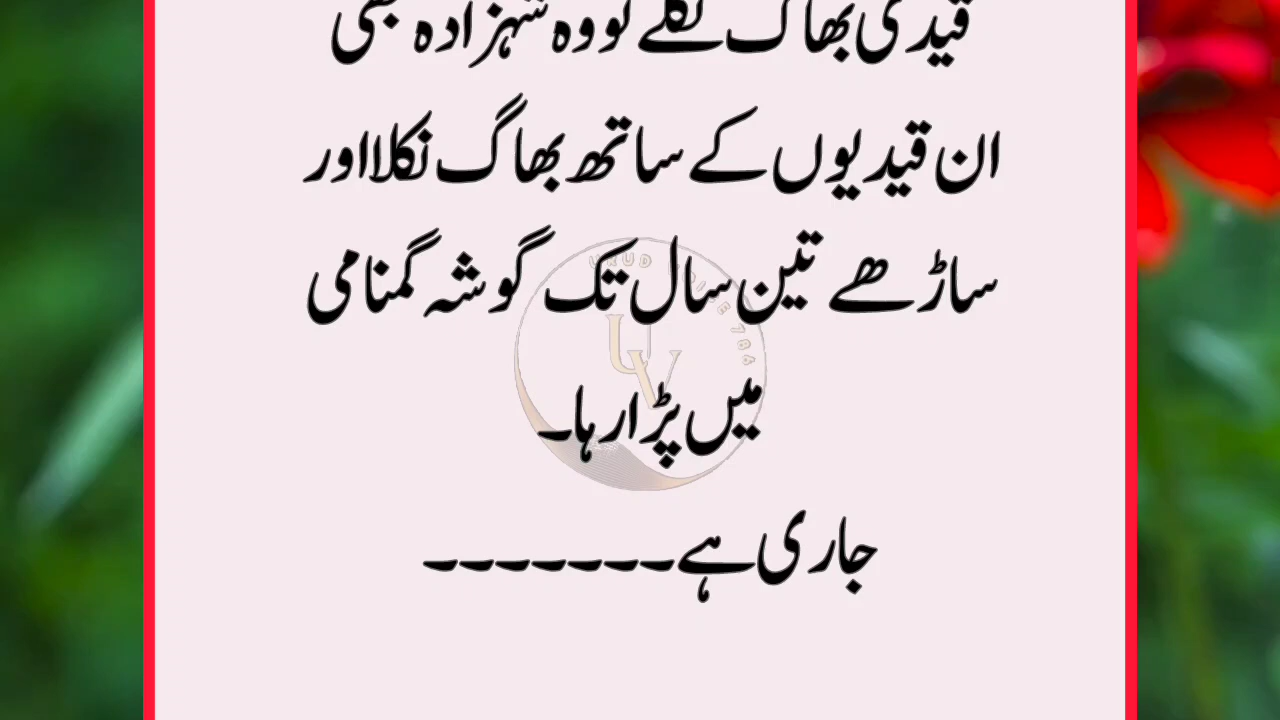 قیدی بھاگ نکلے تو وہ شہزادہ بھی
ان قیدیوں کے ساتھ بھاگ نکلا اور
ساڑھے تین سال تک گوشہ گمنامی
میں پڑا رہا۔
جاری ہے۔۔۔۔۔۔۔